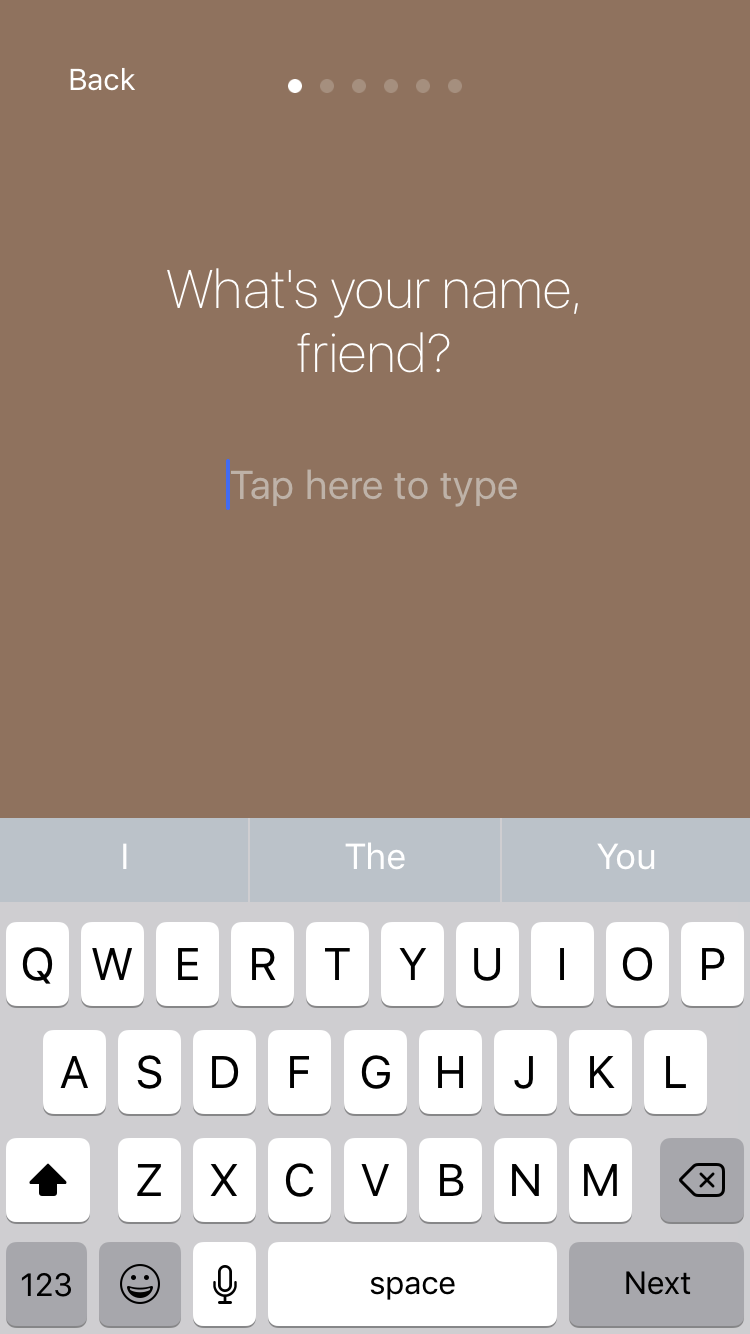 Back
What's your name,
friend?
Tap here to type
I The You
Q W E R T Y U I O P
A S D F G H J K L
Z X C V B N M
123 space Next